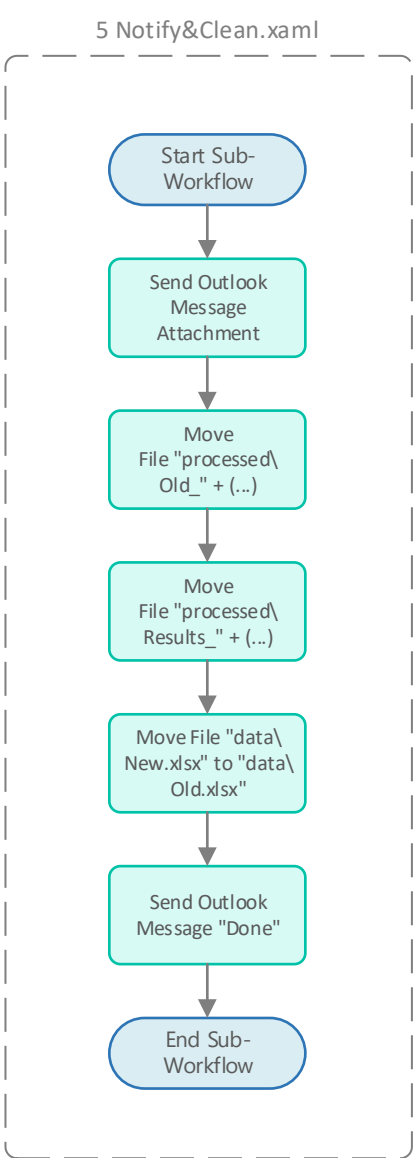 5 Notify&Clean.xaml
Start Sub-
Workflow
Send Outlook
Message
Attachment
Move
File "processed\
Old_" + (...)
Move
File "processed\
Results_" + (...)
Move File "data\
New.xlsx" to "data\
Old.xlsx"
Send Outlook
Message "Done"
End Sub-
Workflow